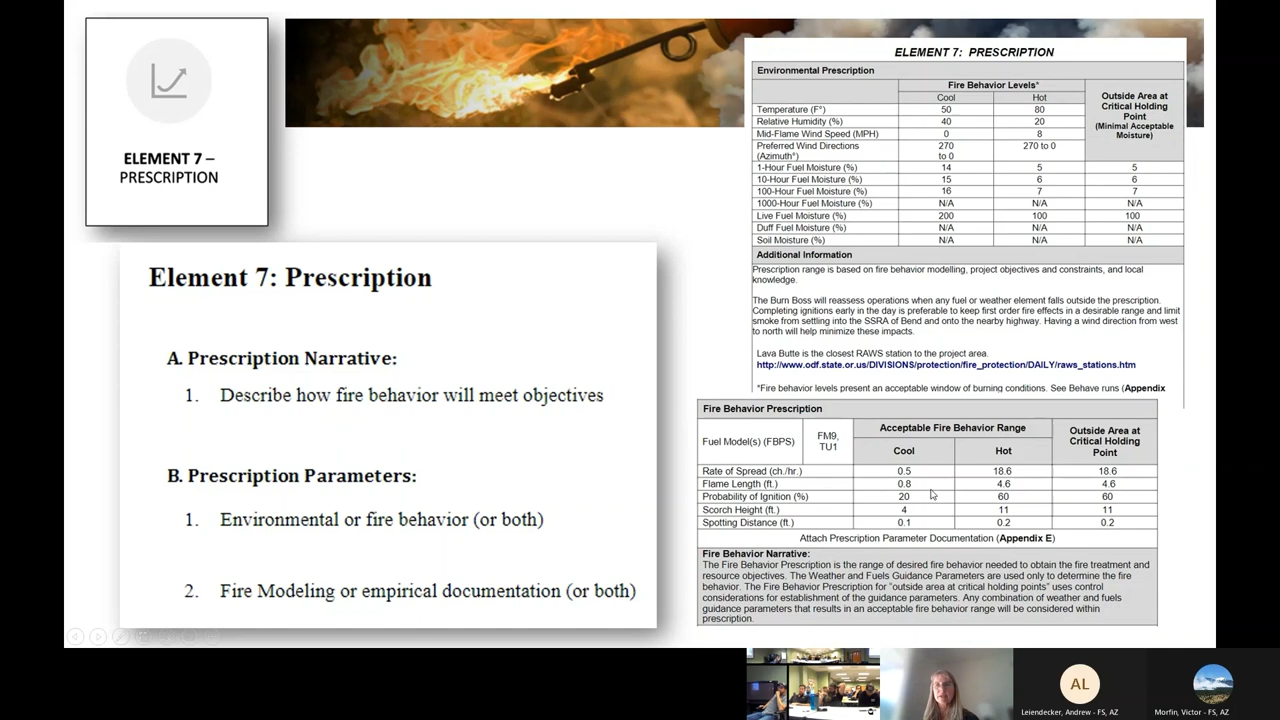 ELEMENT 7 –
PRESCRIPTION
Element 7: Prescription
A. Prescription Narrative:
1. Describe how fire behavior will meet objectives
B. Prescription Parameters:
1. Environmental or fire behavior (or both)
2. Fire Modeling or empirical documentation (or both)
ELEMENT 7: PRESCRIPTION
Environmental Prescription
Fire Behavior Levels*
Outside Area at
Critical Holding
Point
(Minimal Acceptable
Moisture)
Cool Hot
Temperature (F°) 50 80
Relative Humidity (%) 40 20
Mid-Flame Wind Speed (MPH) 0 8
Preferred Wind Directions
(Azimuth°)
270
to 0
270 to 0
1-Hour Fuel Moisture (%) 14 5 5
10-Hour Fuel Moisture (%) 15 6 6
100-Hour Fuel Moisture (%) 16 7 7
1000-Hour Fuel Moisture (%) N/A N/A N/A
Live Fuel Moisture (%) 200 100 100
Duff Fuel Moisture (%) N/A N/A N/A
Soil Moisture (%) N/A N/A N/A
Additional Information
Prescription range is based on fire behavior modelling, project objectives and constraints, and local
knowledge.
The Burn Boss will reassess operations when any fuel or weather element falls outside the prescription.
Completing ignitions early in the day is preferable to keep first order fire effects in a desirable range and limit
smoke from settling into the SSRA of Bend and onto the nearby highway. Having a wind direction from west
to north will help minimize these impacts.
Lava Butte is the closest RAWS station to the project area.
http://www.odf.state.or.us/DIVISIONS/protection/fire_protection/DAILY/raws_stations.htm
*Fire behavior levels present an acceptable window of burning conditions. See Behave runs (Appendix
Fire Behavior Prescription
Fuel Model(s) (FBPS)
FM9,
TU1
Acceptable Fire Behavior Range
Outside Area at
Critical Holding
Point
Cool Hot
Rate of Spread (ch./hr.) 0.5 18.6 18.6
Flame Length (ft.) 0.8 4.6 4.6
Probability of Ignition (%) 20 60 60
Scorch Height (ft.) 4 11 11
Spotting Distance (ft.) 0.1 0.2 0.2
Attach Prescription Parameter Documentation (Appendix E)
Fire Behavior Narrative:
The Fire Behavior Prescription is the range of desired fire behavior needed to obtain the fire treatment and
resource objectives. The Weather and Fuels Guidance Parameters are used only to determine the fire
behavior. The Fire Behavior Prescription for "outside area at critical holding points" uses control
considerations for establishment of the guidance parameters. Any combination of weather and fuels
guidance parameters that results in an acceptable fire behavior range will be considered within
prescription.
AL
Leiendecker, Andrew - FS, AZ
Morfin, Victor - FS, AZ